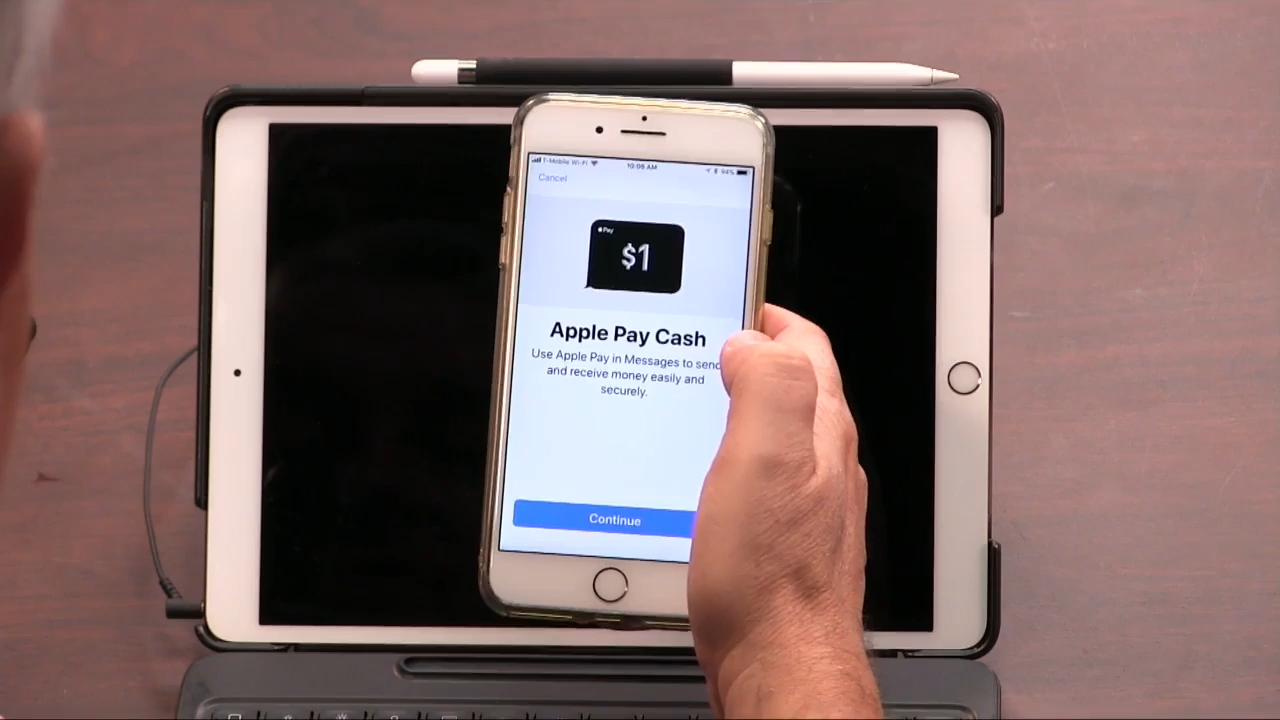 T-Mobile Wi-Fi 10:06 AM 94%
Cancel
Pay
$1
Apple Pay Cash
Use Apple Pay in Messages to send
and receive money easily and
securely.
Continue